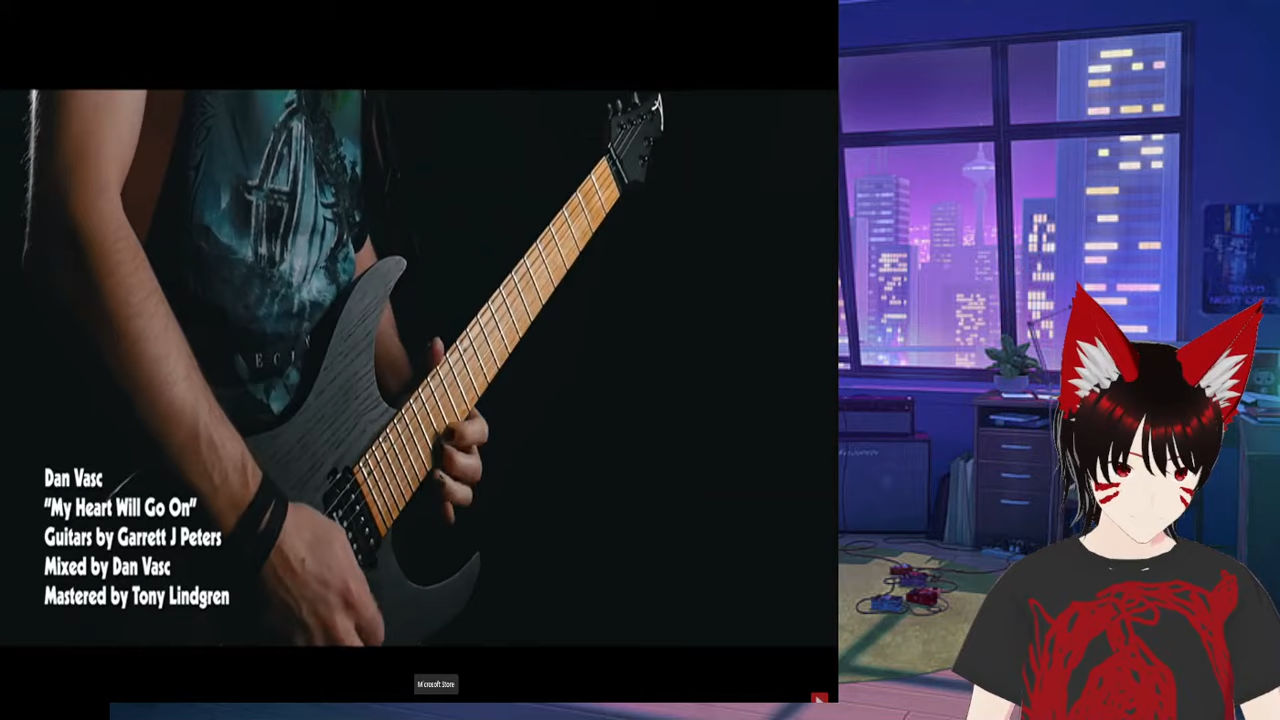 Dan Vasc
"My Heart Will Go On"
Guitars by Garrett J Peters
Mixed by Dan Vasc
Mastered by Tony Lindgren
Microsoft Store
TOKYO